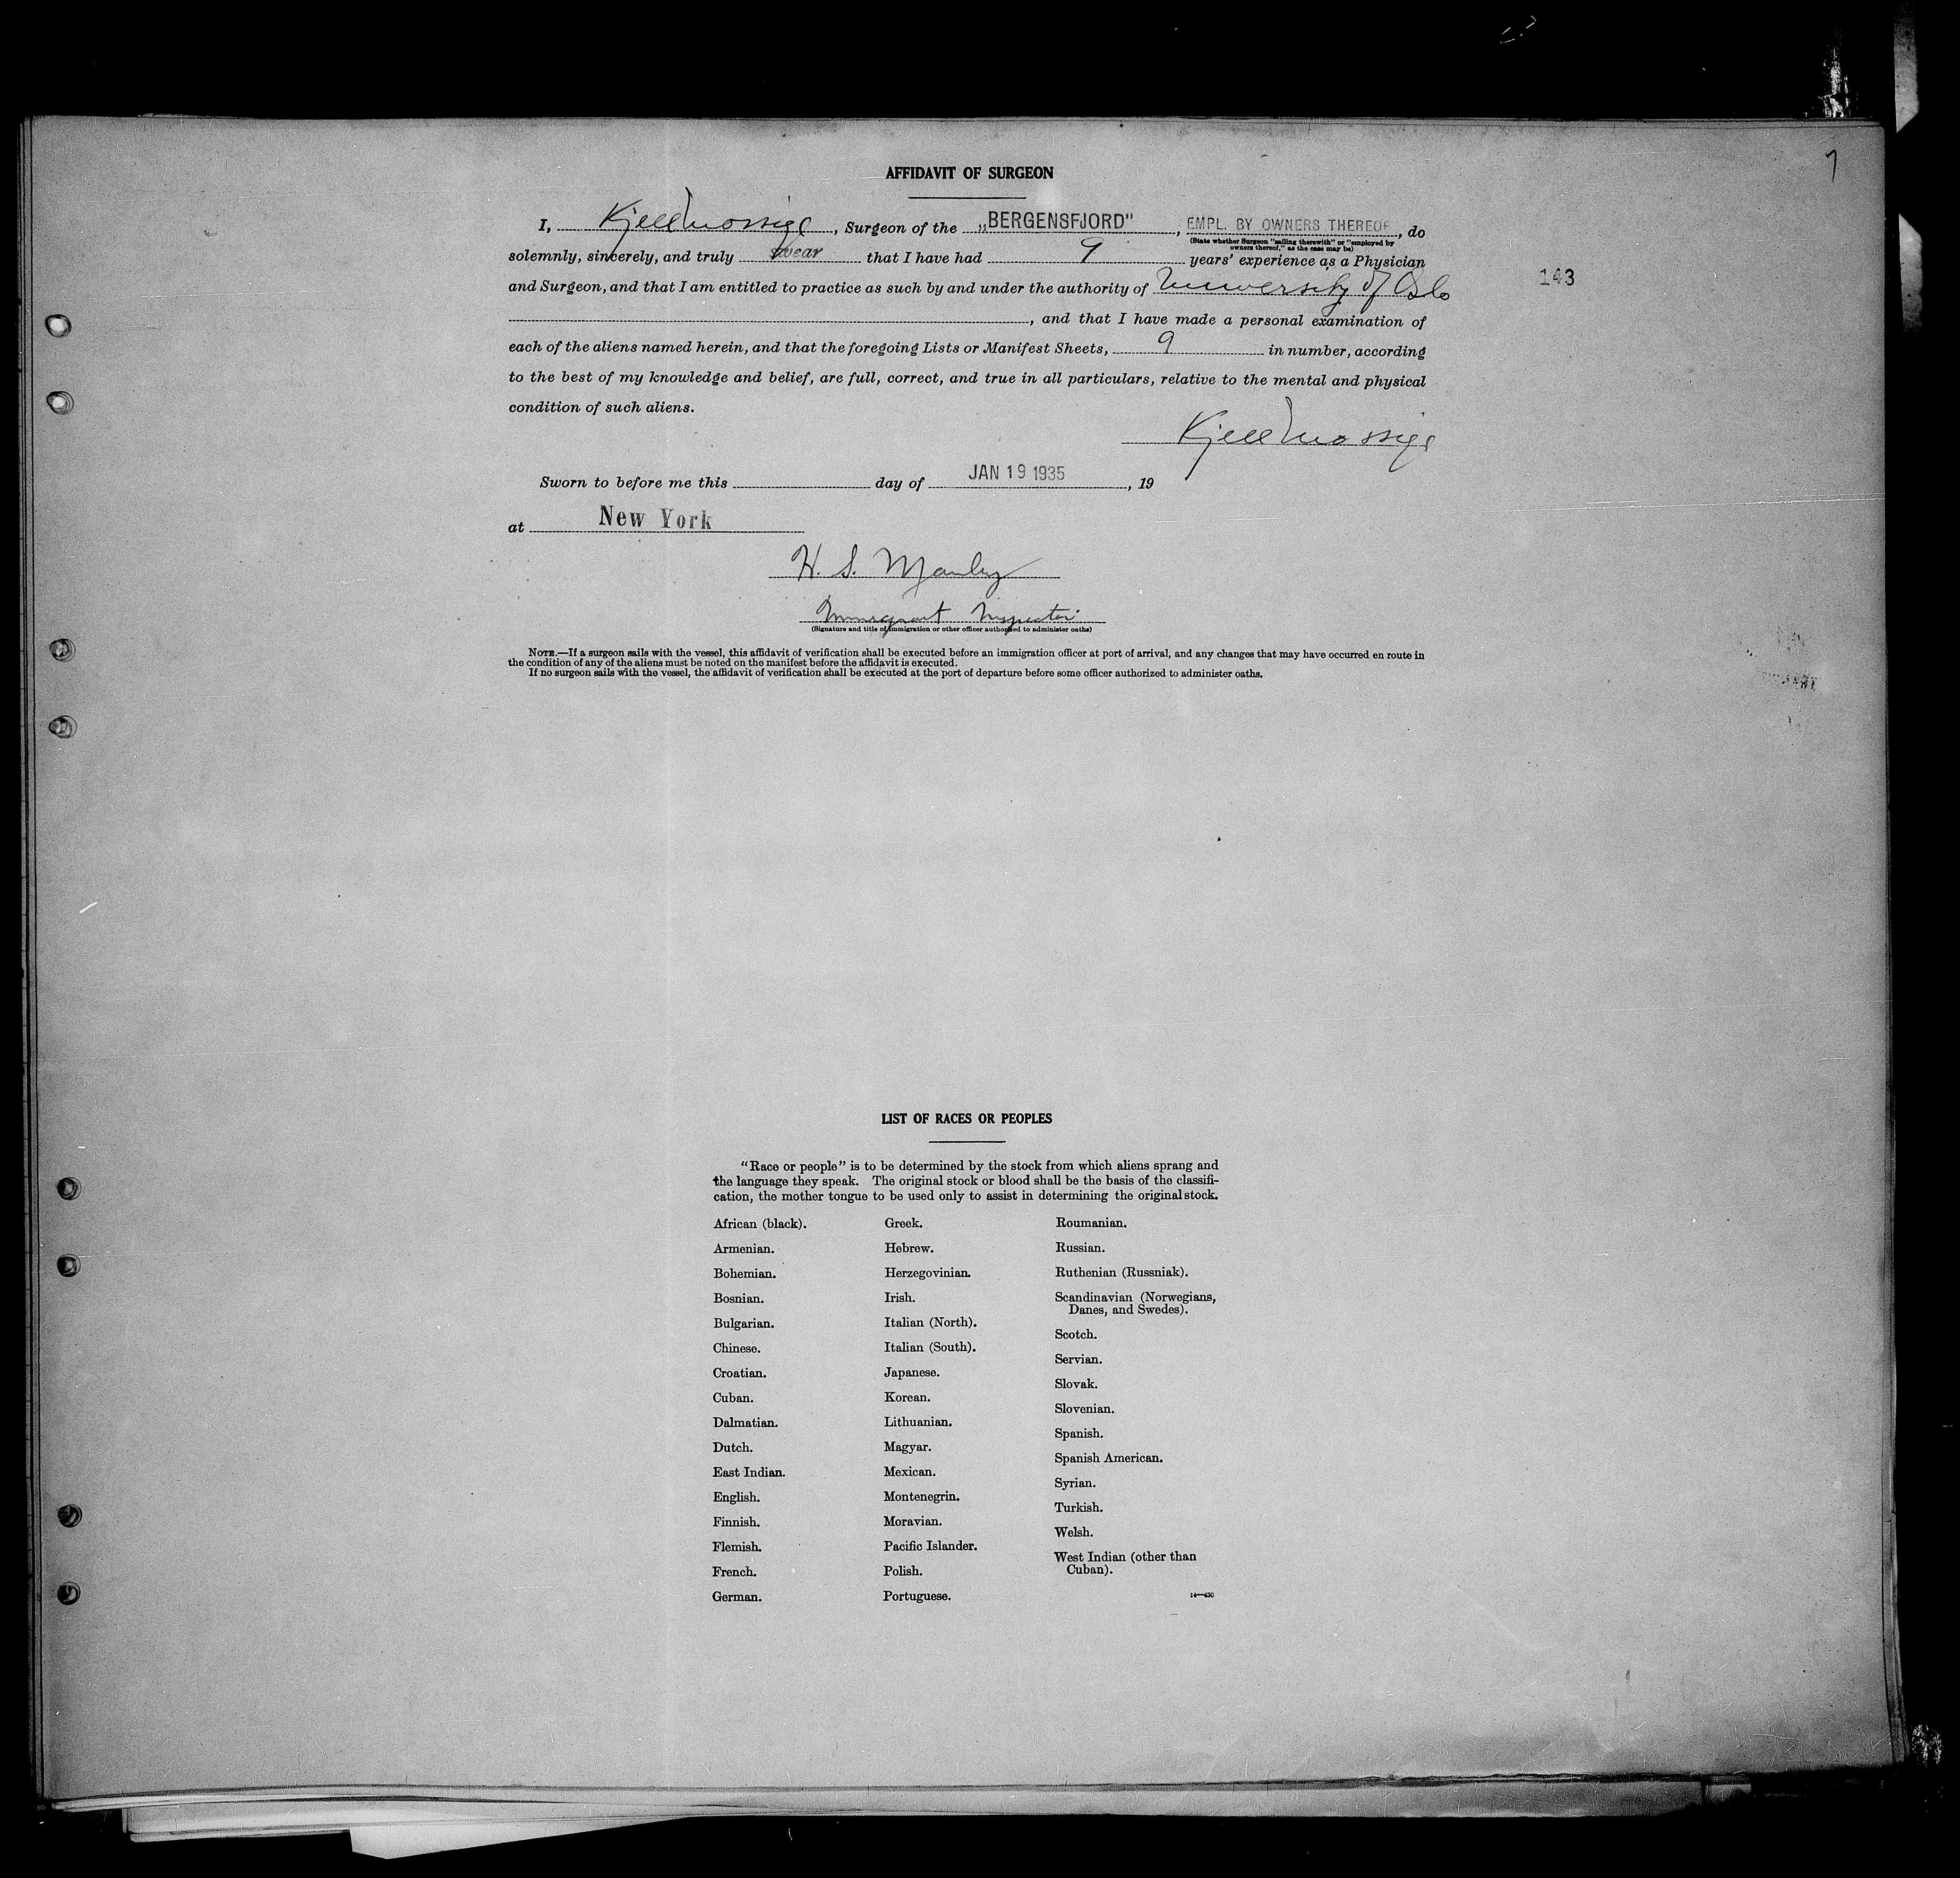 7
AFFIDAVIT OF SURGEON
I, Kjell Mossige, Surgeon of the „BERGENSFJORD", EMPL. BY OWNERS THEREOF, do
(State whether Surgeon "sailing therewith" or "employed by
owners thereof," as the case may be)
solemnly, sincerely, and truly swear that I have had 9 years' experience as a Physician
143
and Surgeon, and that I am entitled to practice as such by and under the authority of University of Oslo
, and that I have made a personal examination of
each of the aliens named herein, and that the foregoing Lists or Manifest Sheets, 9 in number, according
to the best of my knowledge and belief, are full, correct, and true in all particulars, relative to the mental and physical
condition of such aliens.
Kjell Mossige
Sworn to before me this day of JAN 19 1935, 19
at New York
H. S. Manley
Immigrant Inspector
(Signature and title of immigration or other officer authorized to administer oaths)
NOTE.—If a surgeon sails with the vessel, this affidavit of verification shall be executed before an immigration officer at port of arrival, and any changes that may have occurred en route in
the condition of any of the aliens must be noted on the manifest before the affidavit is executed.
If no surgeon sails with the vessel, the affidavit of verification shall be executed at the port of departure before some officer authorized to administer oaths.
LIST OF RACES OR PEOPLES
"Race or people" is to be determined by the stock from which aliens sprang and
the language they speak. The original stock or blood shall be the basis of the classifi-
cation, the mother tongue to be used only to assist in determining the original stock.
African (black).
Armenian.
Bohemian.
Bosnian.
Bulgarian.
Chinese.
Croatian.
Cuban.
Dalmatian.
Dutch.
East Indian.
English.
Finnish.
Flemish.
French.
German.
Greek.
Hebrew.
Herzegovinian.
Irish.
Italian (North).
Italian (South).
Japanese.
Korean.
Lithuanian.
Magyar.
Mexican.
Montenegrin.
Moravian.
Pacific Islander.
Polish.
Portuguese.
Roumanian.
Russian.
Ruthenian (Russniak).
Scandinavian (Norwegians,
Danes, and Swedes).
Scotch.
Servian.
Slovak.
Slovenian.
Spanish.
Spanish American.
Syrian.
Turkish.
Welsh.
West Indian (other than
Cuban).